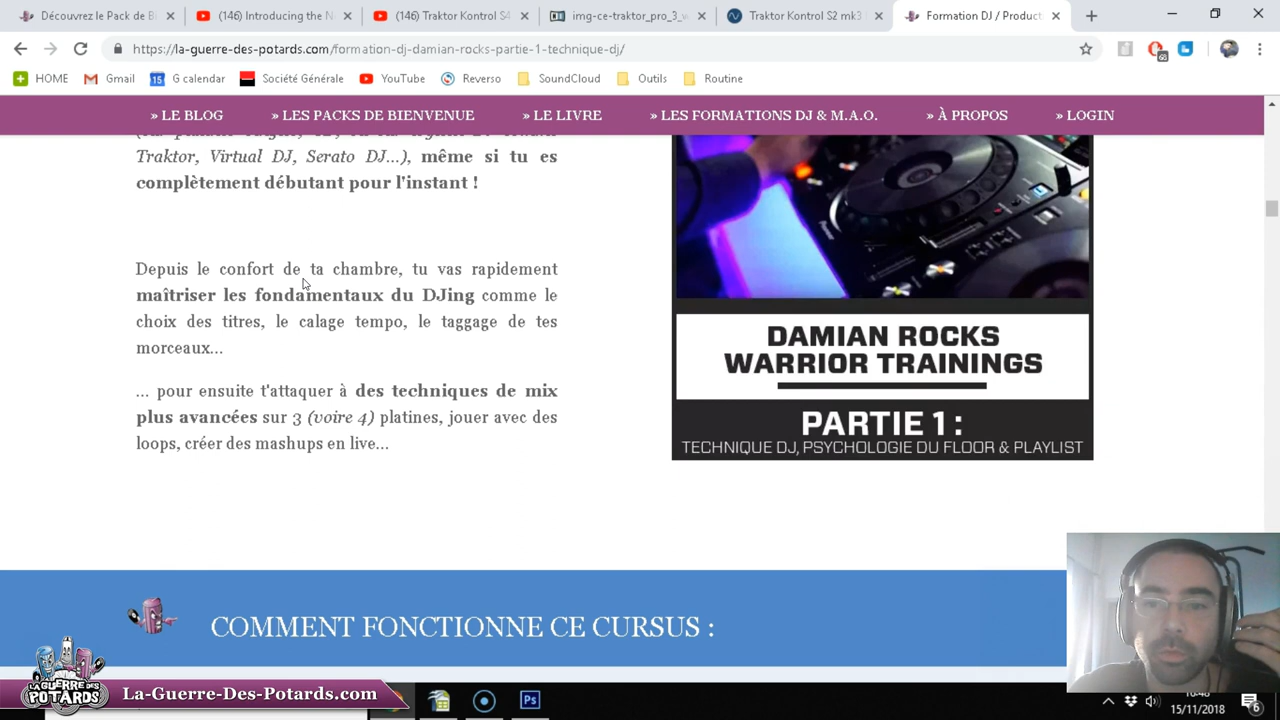 Découvrez le Pack de Bi
(146) Introducing the N
(146) Traktor Kontrol S4
img-ce-traktor_pro_3_w
Traktor Kontrol S2 mk3
Formation DJ / Product
https://la-guerre-des-potards.com/formation-dj-damian-rocks-partie-1-technique-dj/
HOME
Gmail
15
G calendar
Société Générale
YouTube
Reverso
SoundCloud
Outils
Routine
» LE BLOG
» LES PACKS DE BIENVENUE
» LE LIVRE
» LES FORMATIONS DJ & M.A.O.
» À PROPOS
» LOGIN
Traktor, Virtual DJ, Serato DJ...), même si tu es
complètement débutant pour l'instant !
Depuis le confort de ta chambre, tu vas rapidement
maîtriser les fondamentaux du DJing comme le
choix des titres, le calage tempo, le taggage de tes
morceaux...
... pour ensuite t'attaquer à des techniques de mix
plus avancées sur 3 (voire 4) platines, jouer avec des
loops, créer des mashups en live...
DAMIAN ROCKS
WARRIOR TRAININGS
PARTIE 1 :
TECHNIQUE DJ, PSYCHOLOGIE DU FLOOR & PLAYLIST
COMMENT FONCTIONNE CE CURSUS :
LA GUERRE DES
POTARDS
La-Guerre-Des-Potards.com
Ps
16:48
15/11/2018
6